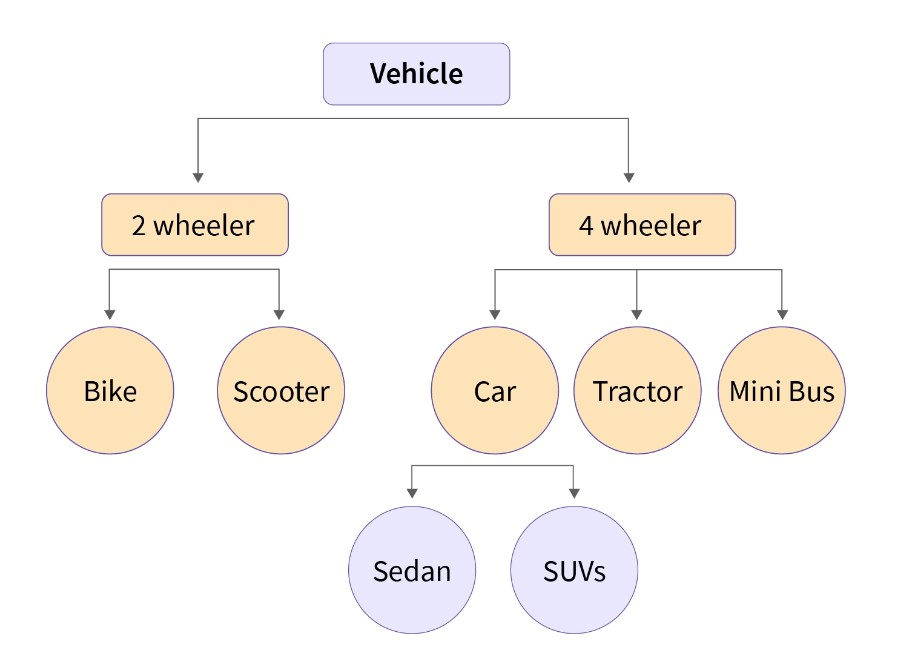 Vehicle
2 wheeler
4 wheeler
Bike
Scooter
Car
Tractor
Mini Bus
Sedan
SUVs